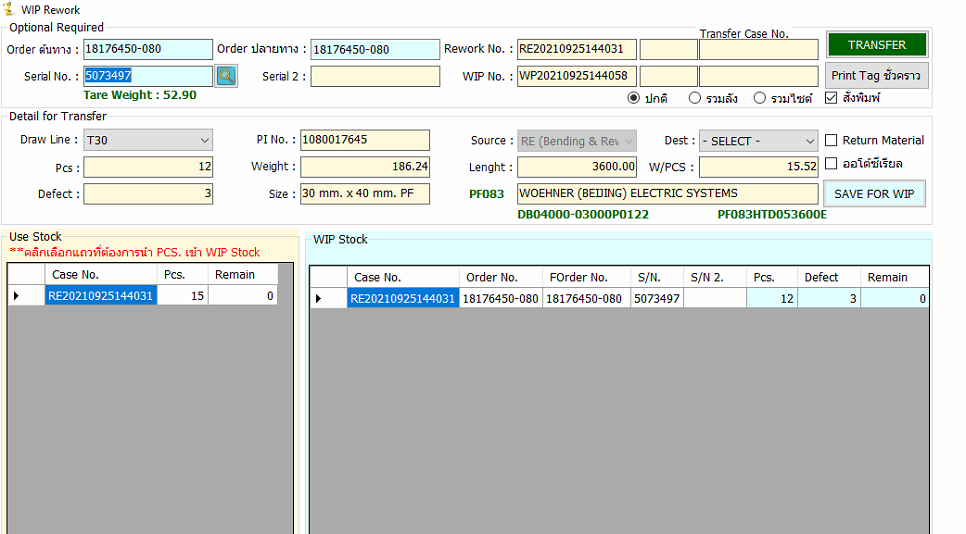 WIP Rework
Optional Required
Transfer Case No.
Order ต้นทาง : 18176450-080 Order ปลายทาง : 18176450-080 Rework No. : RE20210925144031 TRANSFER
Serial No. : 5073497 Serial 2 : WIP No. : WP20210925144058 Print Tag ชั่วคราว
Tare Weight : 52.90 ปกติ รวมลัง รวมไซต์ สั่งพิมพ์
Detail for Transfer
Draw Line : T30 PI No. : 1080017645 Source : RE (Bending & Rew Dest : - SELECT - Return Material
Pcs : 12 Weight : 186.24 Lenght : 3600.00 W/PCS : 15.52 ออโต้ซีเรียล
Defect : 3 Size : 30 mm. x 40 mm. PF PF083 WOEHNER (BEIJING) ELECTRIC SYSTEMS SAVE FOR WIP
DB04000-03000P0122 PF083HTD053600E
Use Stock
**คลิกเลือกแถวที่ต้องการนำ PCS. เข้า WIP Stock
Case No. Pcs. Remain
RE20210925144031 15 0
WIP Stock
Case No. Order No. FOrder No. S/N. S/N 2. Pcs. Defect Remain
RE20210925144031 18176450-080 18176450-080 5073497 12 3 0